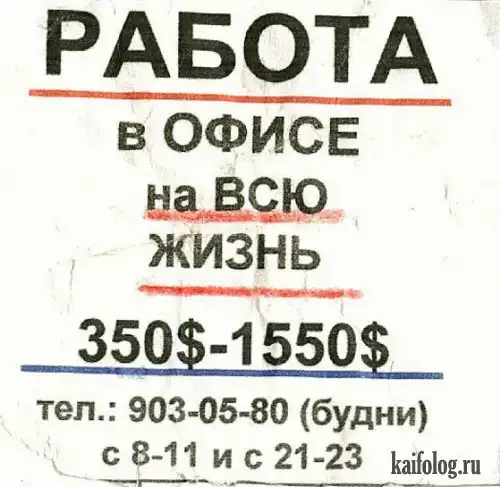 РАБОТА
в ОФИСЕ
на ВСЮ
ЖИЗНЬ
350$-1550$
тел.: 903-05-80 (будни)
с 8-11 и с 21-23
kaifolog.ru